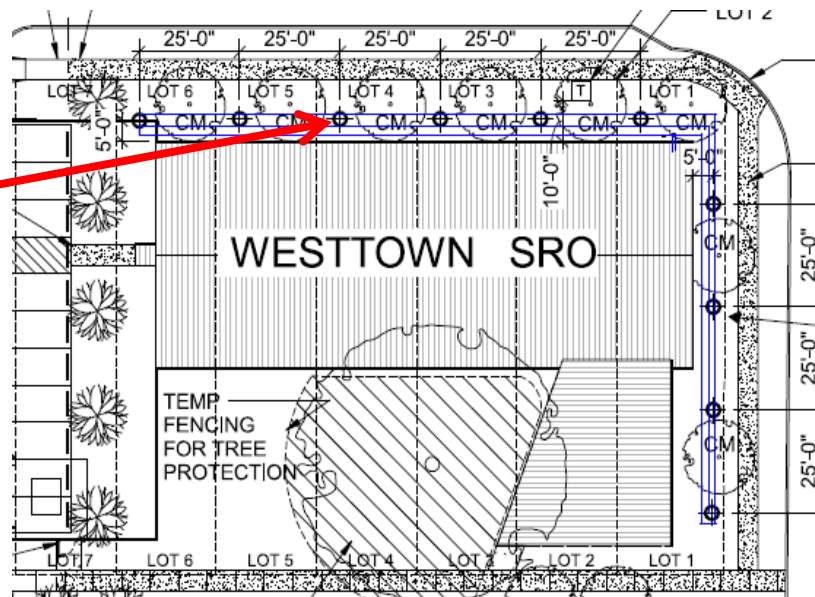 LOT 2
25'-0" 25'-0" 25'-0" 25'-0" 25'-0"
LOT 7 LOT 6 LOT 5 LOT 4 LOT 3 T LOT 1
CM CM CM CM CM CM
5'-0"
5'-0"
10'-0"
WESTTOWN SRO
CM
25'-0"
25'-0"
CM
25'-0"
TEMP
FENCING
FOR TREE
PROTECTION
LOT 7 LOT 6 LOT 5 LOT 4 LOT 3 LOT 2 LOT 1